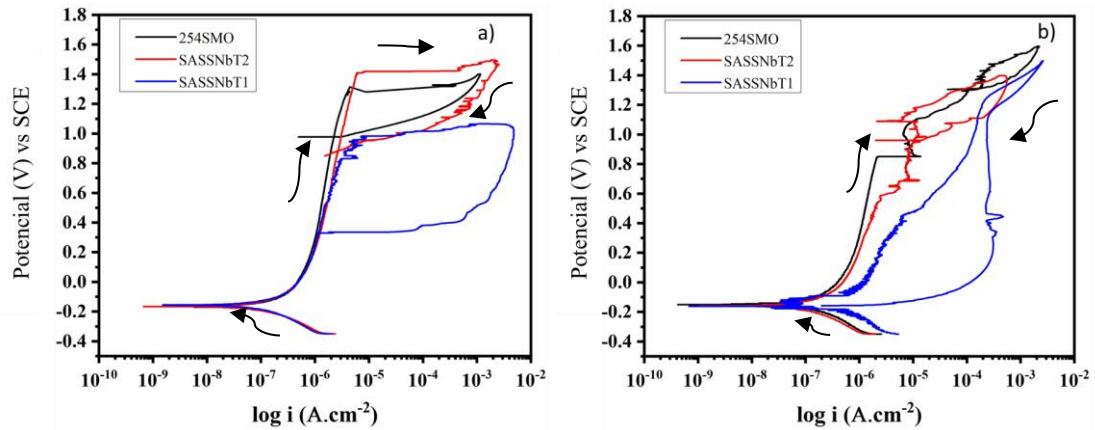 a)
254SMO
SASSNbT2
SASSNbT1
1.8
1.6
1.4
1.2
1.0
0.8
0.6
0.4
0.2
0.0
-0.2
-0.4
Potencial (V) vs SCE
10⁻¹⁰ 10⁻⁹ 10⁻⁸ 10⁻⁷ 10⁻⁶ 10⁻⁵ 10⁻⁴ 10⁻³ 10⁻²
log i (A.cm⁻²)
b)
254SMO
SASSNbT2
SASSNbT1
1.8
1.6
1.4
1.2
1.0
0.8
0.6
0.4
0.2
0.0
-0.2
-0.4
Potencial (V) vs SCE
10⁻¹⁰ 10⁻⁹ 10⁻⁸ 10⁻⁷ 10⁻⁶ 10⁻⁵ 10⁻⁴ 10⁻³ 10⁻²
log i (A.cm⁻²)